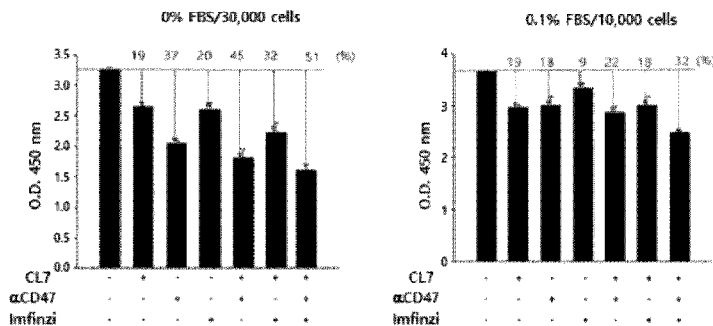 0% FBS/30,000 cells
3.5
3.0
2.5
2.0
1.5
1.0
0.5
0.0
O.D. 450 nm
19 37 20 45 32 51 (%)
CL7 - + - - + + +
αCD47 - - + - + - +
Imfinzi - - - + - + +
0.1% FBS/10,000 cells
4
3
2
1
0
O.D. 450 nm
19 18 9 22 18 32 (%)
CL7 - + - - + + +
αCD47 - - + - + - +
Imfinzi - - - + - + +